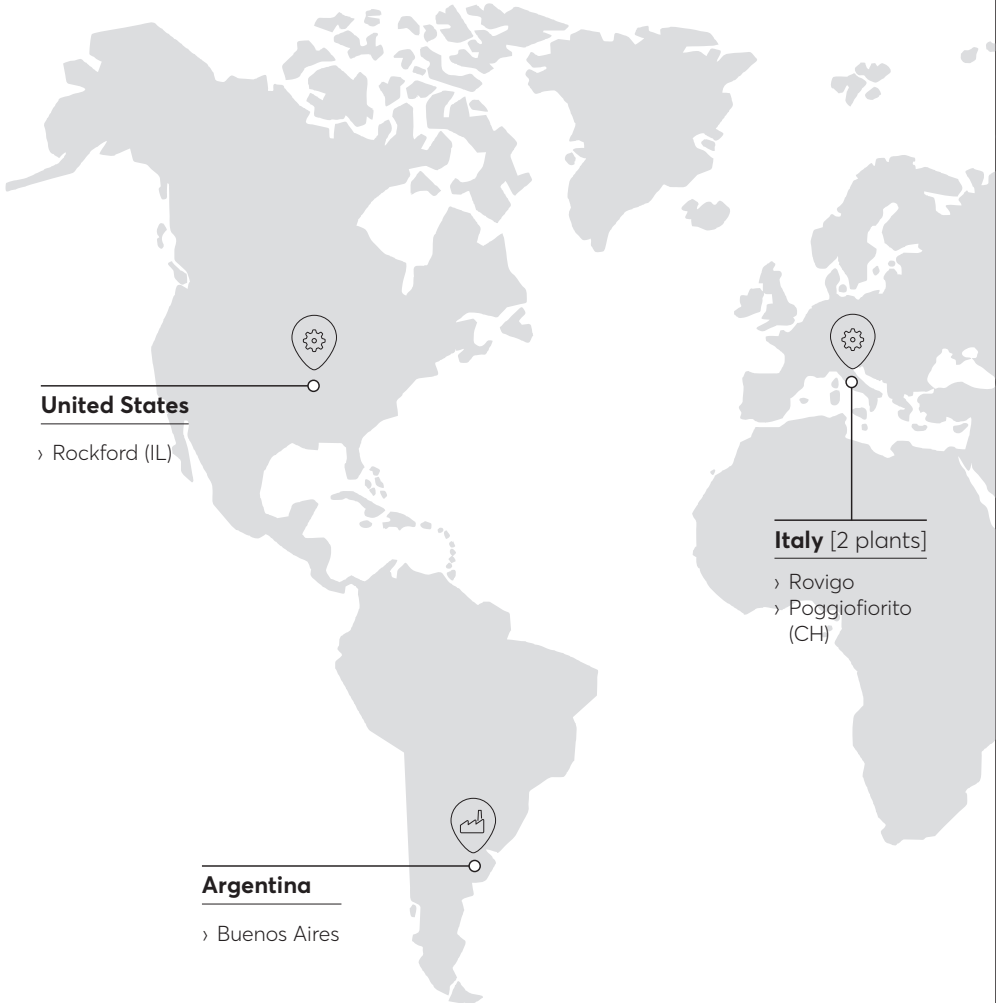 United States
› Rockford (IL)
Italy [2 plants]
› Rovigo
› Poggiofiorito
(CH)
Argentina
› Buenos Aires